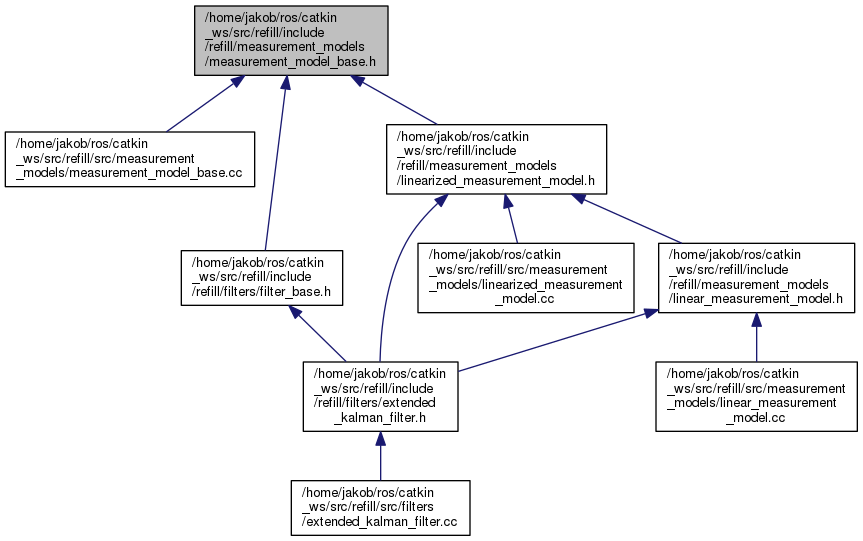 /home/jakob/ros/catkin
_ws/src/refill/include
/refill/measurement_models
/measurement_model_base.h
/home/jakob/ros/catkin
_ws/src/refill/src/measurement
_models/measurement_model_base.cc
/home/jakob/ros/catkin
_ws/src/refill/include
/refill/measurement_models
/linearized_measurement_model.h
/home/jakob/ros/catkin
_ws/src/refill/include
/refill/filters/filter_base.h
/home/jakob/ros/catkin
_ws/src/refill/src/measurement
_models/linearized_measurement
_model.cc
/home/jakob/ros/catkin
_ws/src/refill/include
/refill/measurement_models
/linear_measurement_model.h
/home/jakob/ros/catkin
_ws/src/refill/include
/refill/filters/extended
_kalman_filter.h
/home/jakob/ros/catkin
_ws/src/refill/src/measurement
_models/linear_measurement
_model.cc
/home/jakob/ros/catkin
_ws/src/refill/src/filters
/extended_kalman_filter.cc